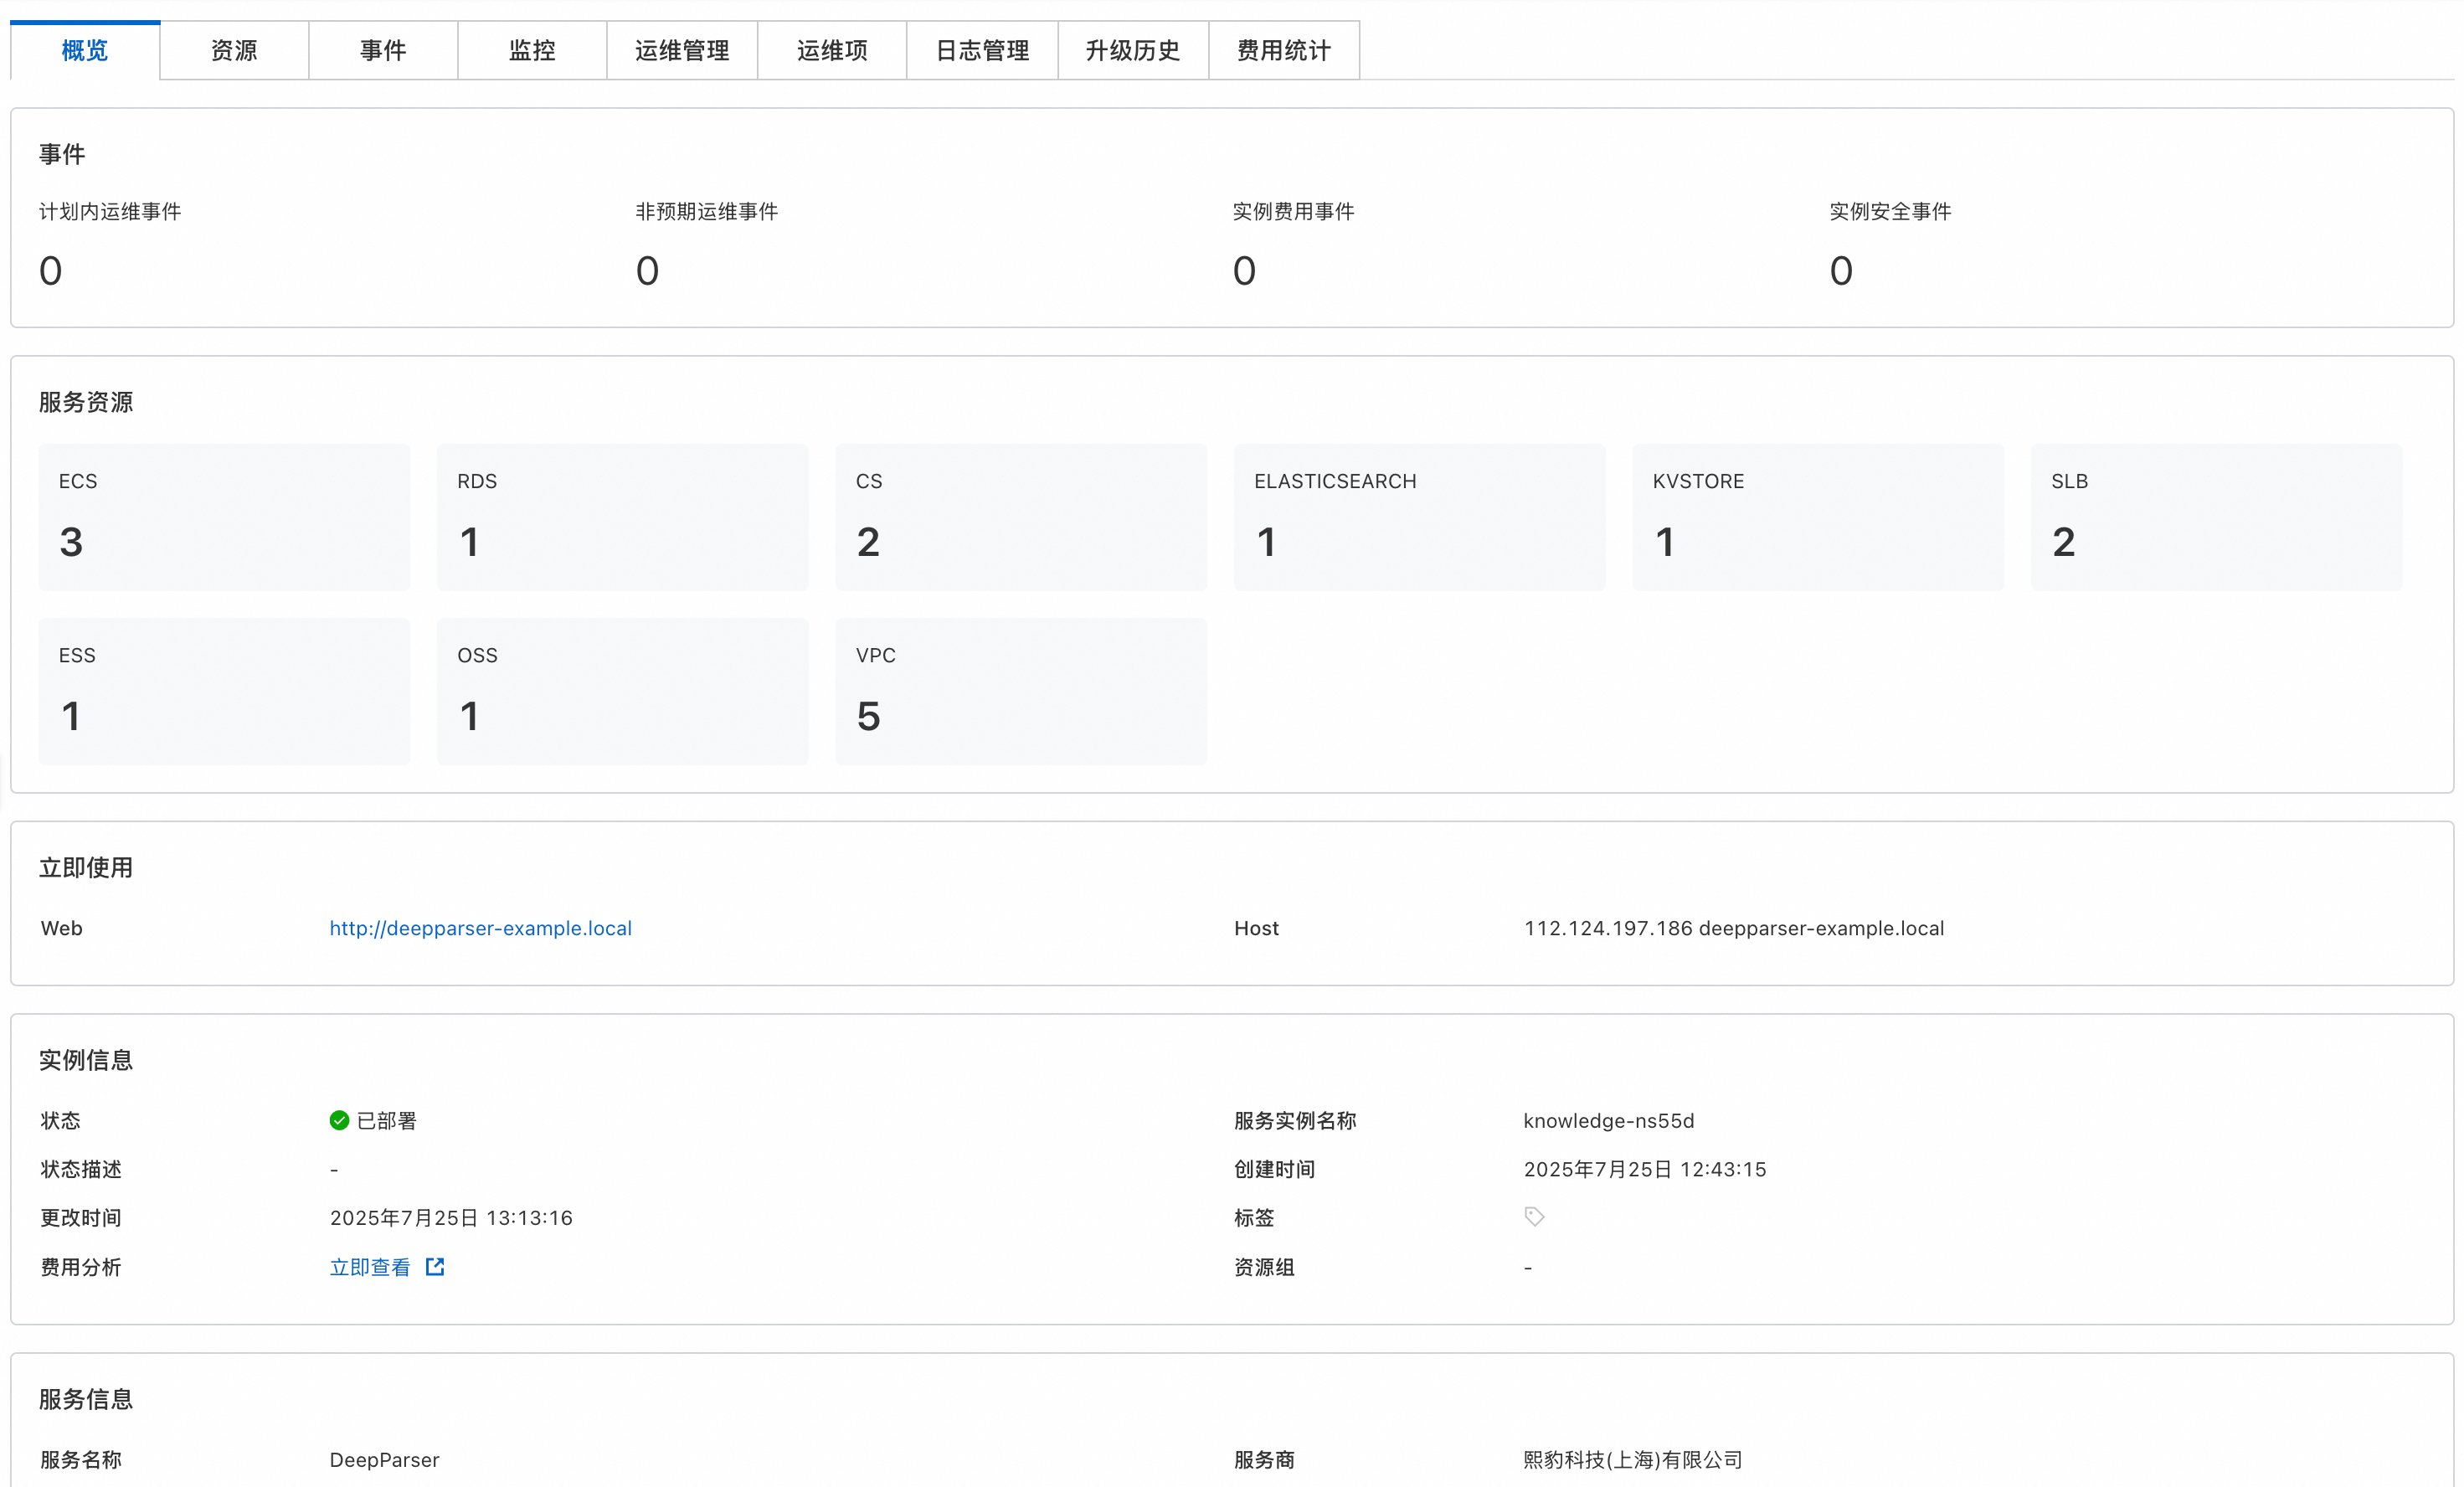 概览 资源 事件 监控 运维管理 运维项 日志管理 升级历史 费用统计
事件
计划内运维事件 非预期运维事件 实例费用事件 实例安全事件
0 0 0 0
服务资源
ECS RDS CS ELASTICSEARCH KVSTORE SLB
3 1 2 1 1 2
ESS OSS VPC
1 1 5
立即使用
Web http://deepparser-example.local Host 112.124.197.186 deepparser-example.local
实例信息
状态 已部署 服务实例名称 knowledge-ns55d
状态描述 - 创建时间 2025年7月25日 12:43:15
更改时间 2025年7月25日 13:13:16 标签
费用分析 立即查看 资源组 -
服务信息
服务名称 DeepParser 服务商 熙豹科技(上海)有限公司